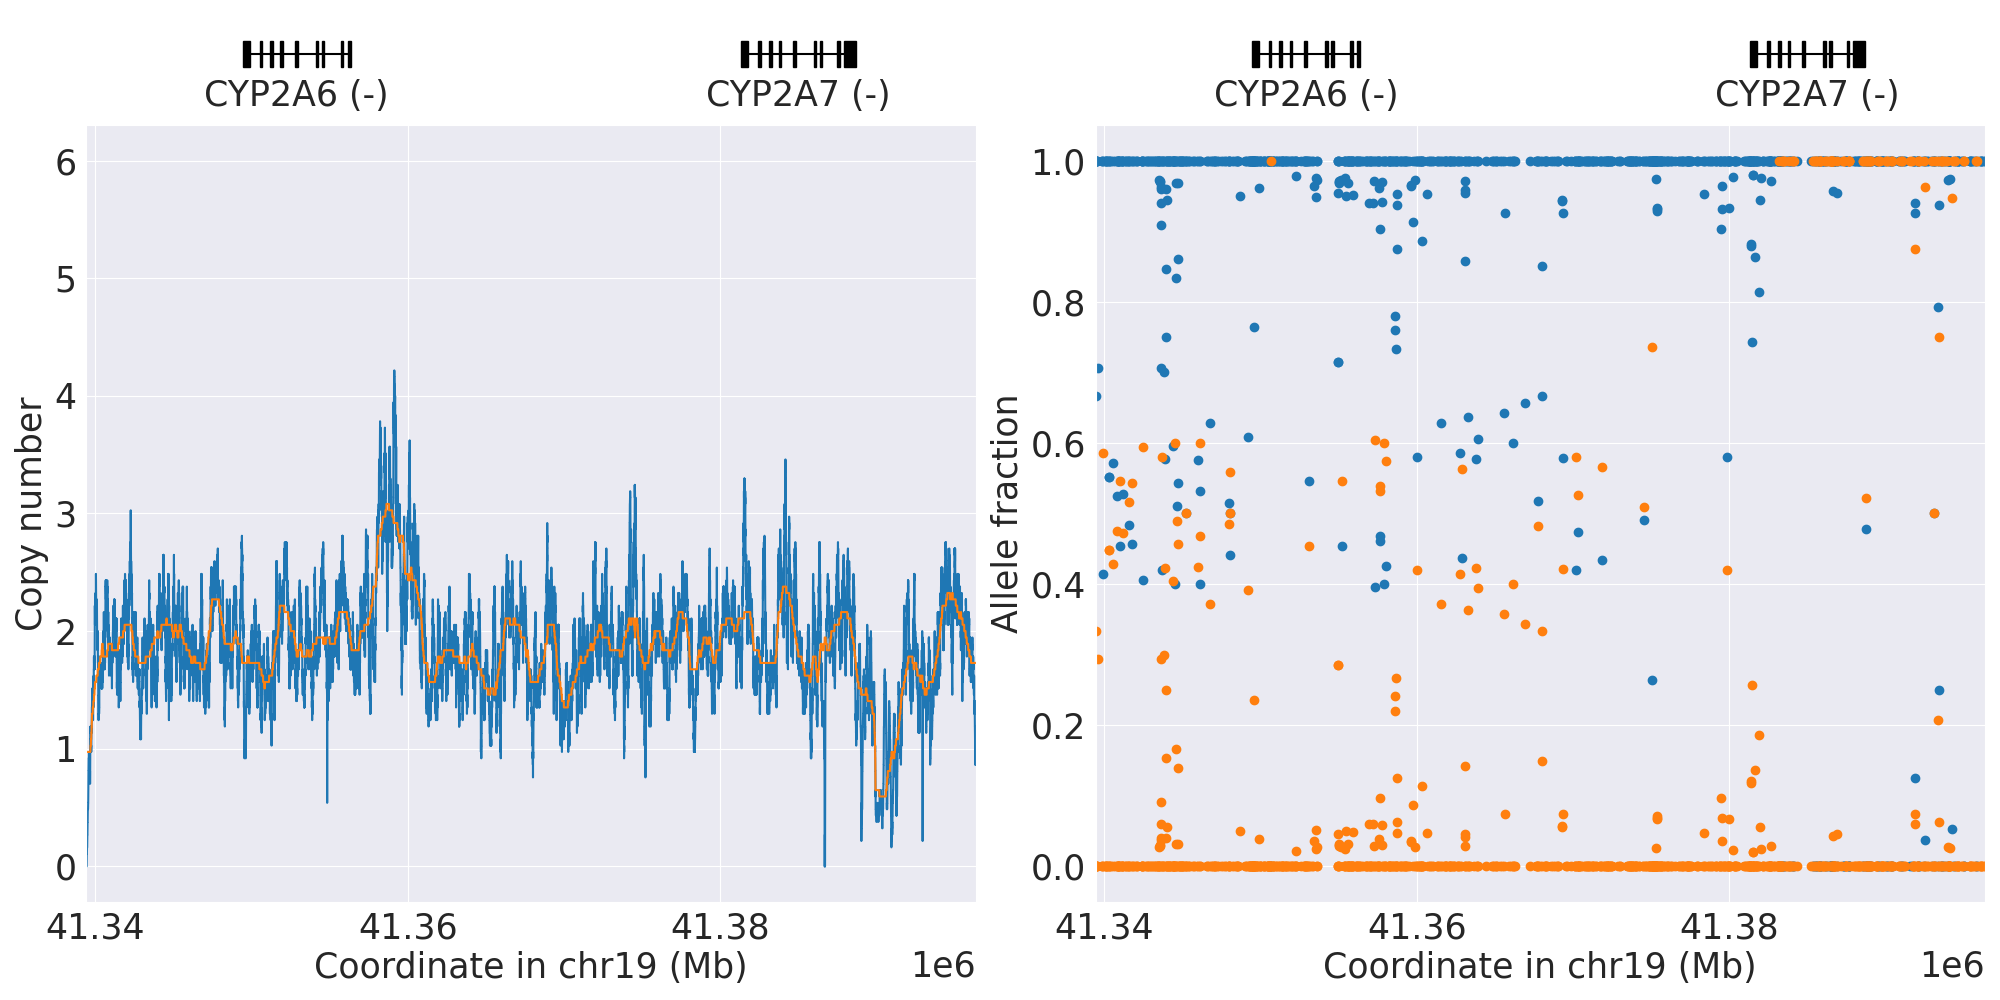 CYP2A6 (-) CYP2A7 (-)
6
5
4
3
2
1
0
Copy number
41.34 41.36 41.38
Coordinate in chr19 (Mb) 1e6
CYP2A6 (-) CYP2A7 (-)
1.0
0.8
0.6
0.4
0.2
0.0
Allele fraction
41.34 41.36 41.38
Coordinate in chr19 (Mb) 1e6